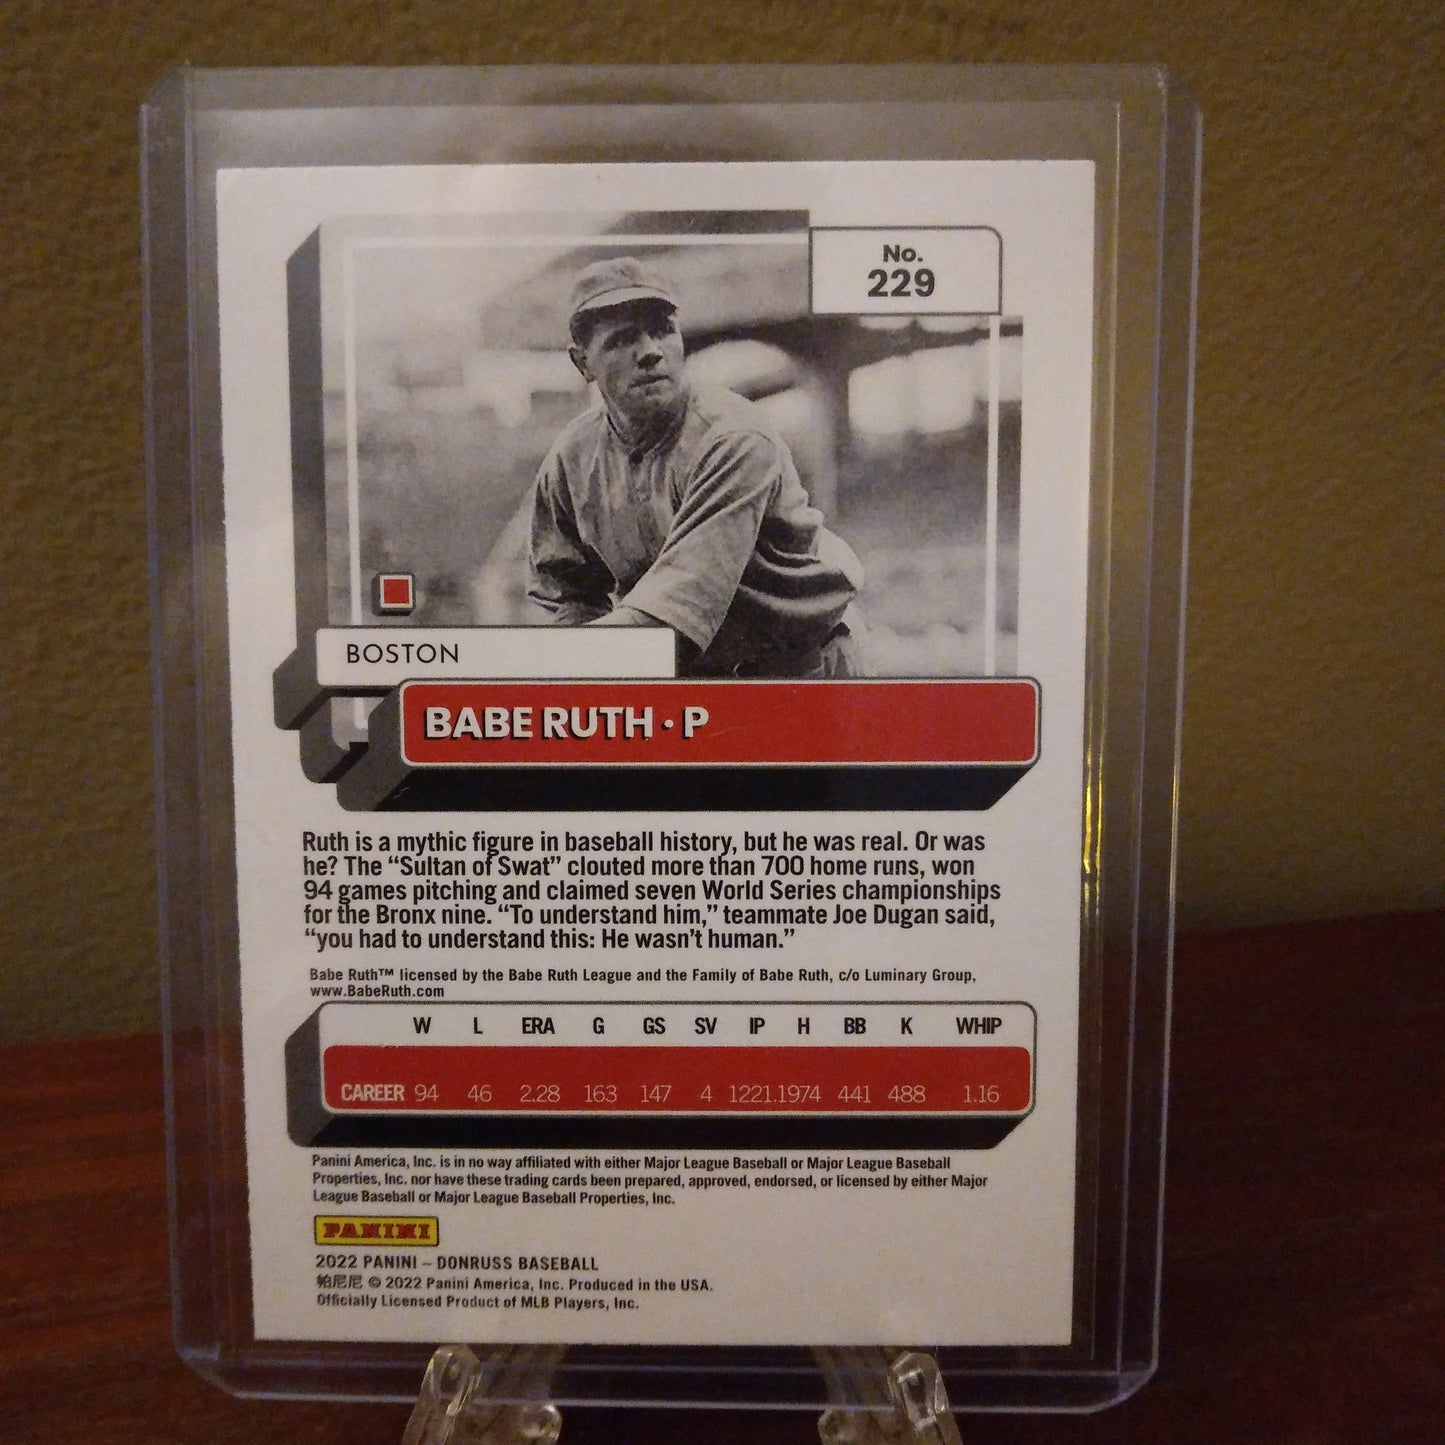 No.
229
BOSTON
BABE RUTH · P
Ruth is a mythic figure in baseball history, but he was real. Or was
he? The “Sultan of Swat” clouted more than 700 home runs, won
94 games pitching and claimed seven World Series championships
for the Bronx nine. “To understand him,” teammate Joe Dugan said,
“you had to understand this: He wasn’t human.”
Babe Ruth™ licensed by the Babe Ruth League and the Family of Babe Ruth, c/o Luminary Group,
www.BabeRuth.com
W L ERA G GS SV IP H BB K WHIP
CAREER 94 46 2.28 163 147 4 1221.1 974 441 488 1.16
Panini America, Inc. is in no way affiliated with either Major League Baseball or Major League Baseball
Properties, Inc. nor have these trading cards been prepared, approved, endorsed, or licensed by either Major
League Baseball or Major League Baseball Properties, Inc.
PANINI
2022 PANINI – DONRUSS BASEBALL
帕尼尼 © 2022 Panini America, Inc. Produced in the USA.
Officially Licensed Product of MLB Players, Inc.